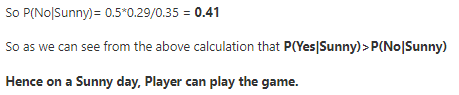 So P(No|Sunny)= 0.5*0.29/0.35 = 0.41
So as we can see from the above calculation that P(Yes|Sunny)>P(No|Sunny)
Hence on a Sunny day, Player can play the game.